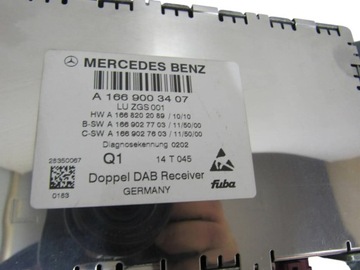 MERCEDES BENZ
A 166 900 34 07
LU ZGS 001
HW A 166 820 20 89 / 10/10
B-SW A 166 902 77 03 / 11/50/00
C-SW A 166 902 76 03 / 11/50/00
Diagnosekennung 0202
28350067
Q1
14 T 045
0183
Doppel DAB Receiver
GERMANY
fuba